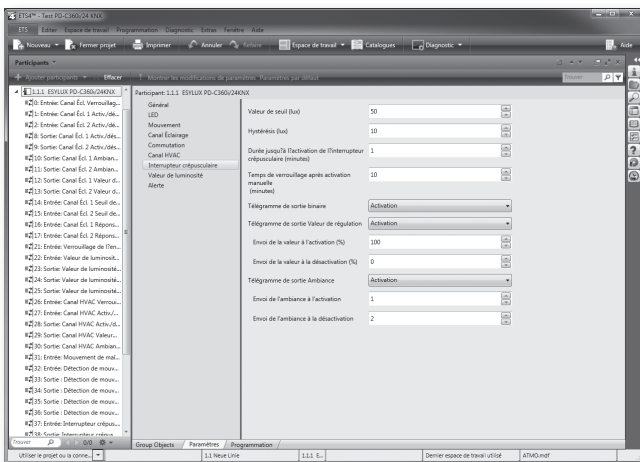 ETS4™ - Test PD-C360i/24 KNX
ETS Editer Espace de travail Programmation Diagnostic Extras Fenêtre Aide
Nouveau Fermer projet Imprimer Annuler Refaire Espace de travail Catalogues Diagnostic Aide
Participants
Ajouter participants Effacer Montrer les modifications de paramètres Paramètres par défaut Trouver
1.1.1 ESYLUX PD-C360i/24KNX
0: Entrée: Canal Écl. Verrouillag...
1: Entrée: Canal Écl. 1 Activ./dé...
2: Entrée: Canal Écl. 2 Activ./dé...
8: Sortie: Canal Écl. 1 Activ./dés...
9: Sortie: Canal Écl. 2 Activ./dés...
10: Sortie: Canal Écl. 1 Ambian...
11: Sortie: Canal Écl. 2 Ambian...
12: Sortie: Canal Écl. 1 Valeur d...
13: Sortie: Canal Écl. 2 Valeur d...
14: Entrée: Canal Écl. 1 Seuil de...
15: Entrée: Canal Écl. 2 Seuil de...
16: Entrée: Canal Écl. 1 Répons...
17: Entrée: Canal Écl. 2 Répons...
21: Entrée: Verrouillage de l?en...
22: Entrée: Valeur de luminosit...
23: Sortie: Valeur de luminosité...
24: Sortie: Valeur de luminosité...
25: Sortie: Valeur de luminosité...
26: Entrée: Canal HVAC Verroui...
27: Entrée: Canal HVAC Activ./...
28: Sortie: Canal HVAC Activ./d...
29: Sortie: Canal HVAC Valeur...
30: Sortie: Canal HVAC Ambian...
31: Entrée: Mouvement de maî...
32: Entrée: Détection de mouv...
33: Sortie : Détection de mouv...
34: Sortie : Détection de mouv...
35: Sortie : Détection de mouv...
36: Sortie : Détection de mouv...
37: Entrée: Interrupteur crépus...
38: Sortie: Interrupteur crépus...
Trouver 0/0
Participant: 1.1.1 ESYLUX PD-C360i/24KNX
Général
LED
Mouvement
Canal Éclairage
Commutation
Canal HVAC
Interrupteur crépusculaire
Valeur de luminosité
Alerte
Valeur de seuil (lux) 50
Hystérésis (lux) 10
Durée jusqu?à l?activation de l?interrupteur 1
crépusculaire (minutes)
Temps de verrouillage après activation 10
manuelle
(minutes)
Télégramme de sortie binaire Activation
Télégramme de sortie Valeur de régulation Activation
Envoi de la valeur à l'activation (%) 100
Envoi de la valeur à la désactivation (%) 0
Télégramme de sortie Ambiance Activation
Envoi de l'ambiance à l'activation 1
Envoi de l'ambiance à la désactivation 2
Group Objects Paramètres Programmation
Utiliser le projet ou la conne... 1.1 Neue Linie 1.1.1 E... Dernier espace de travail utilisé ATMO.mdf